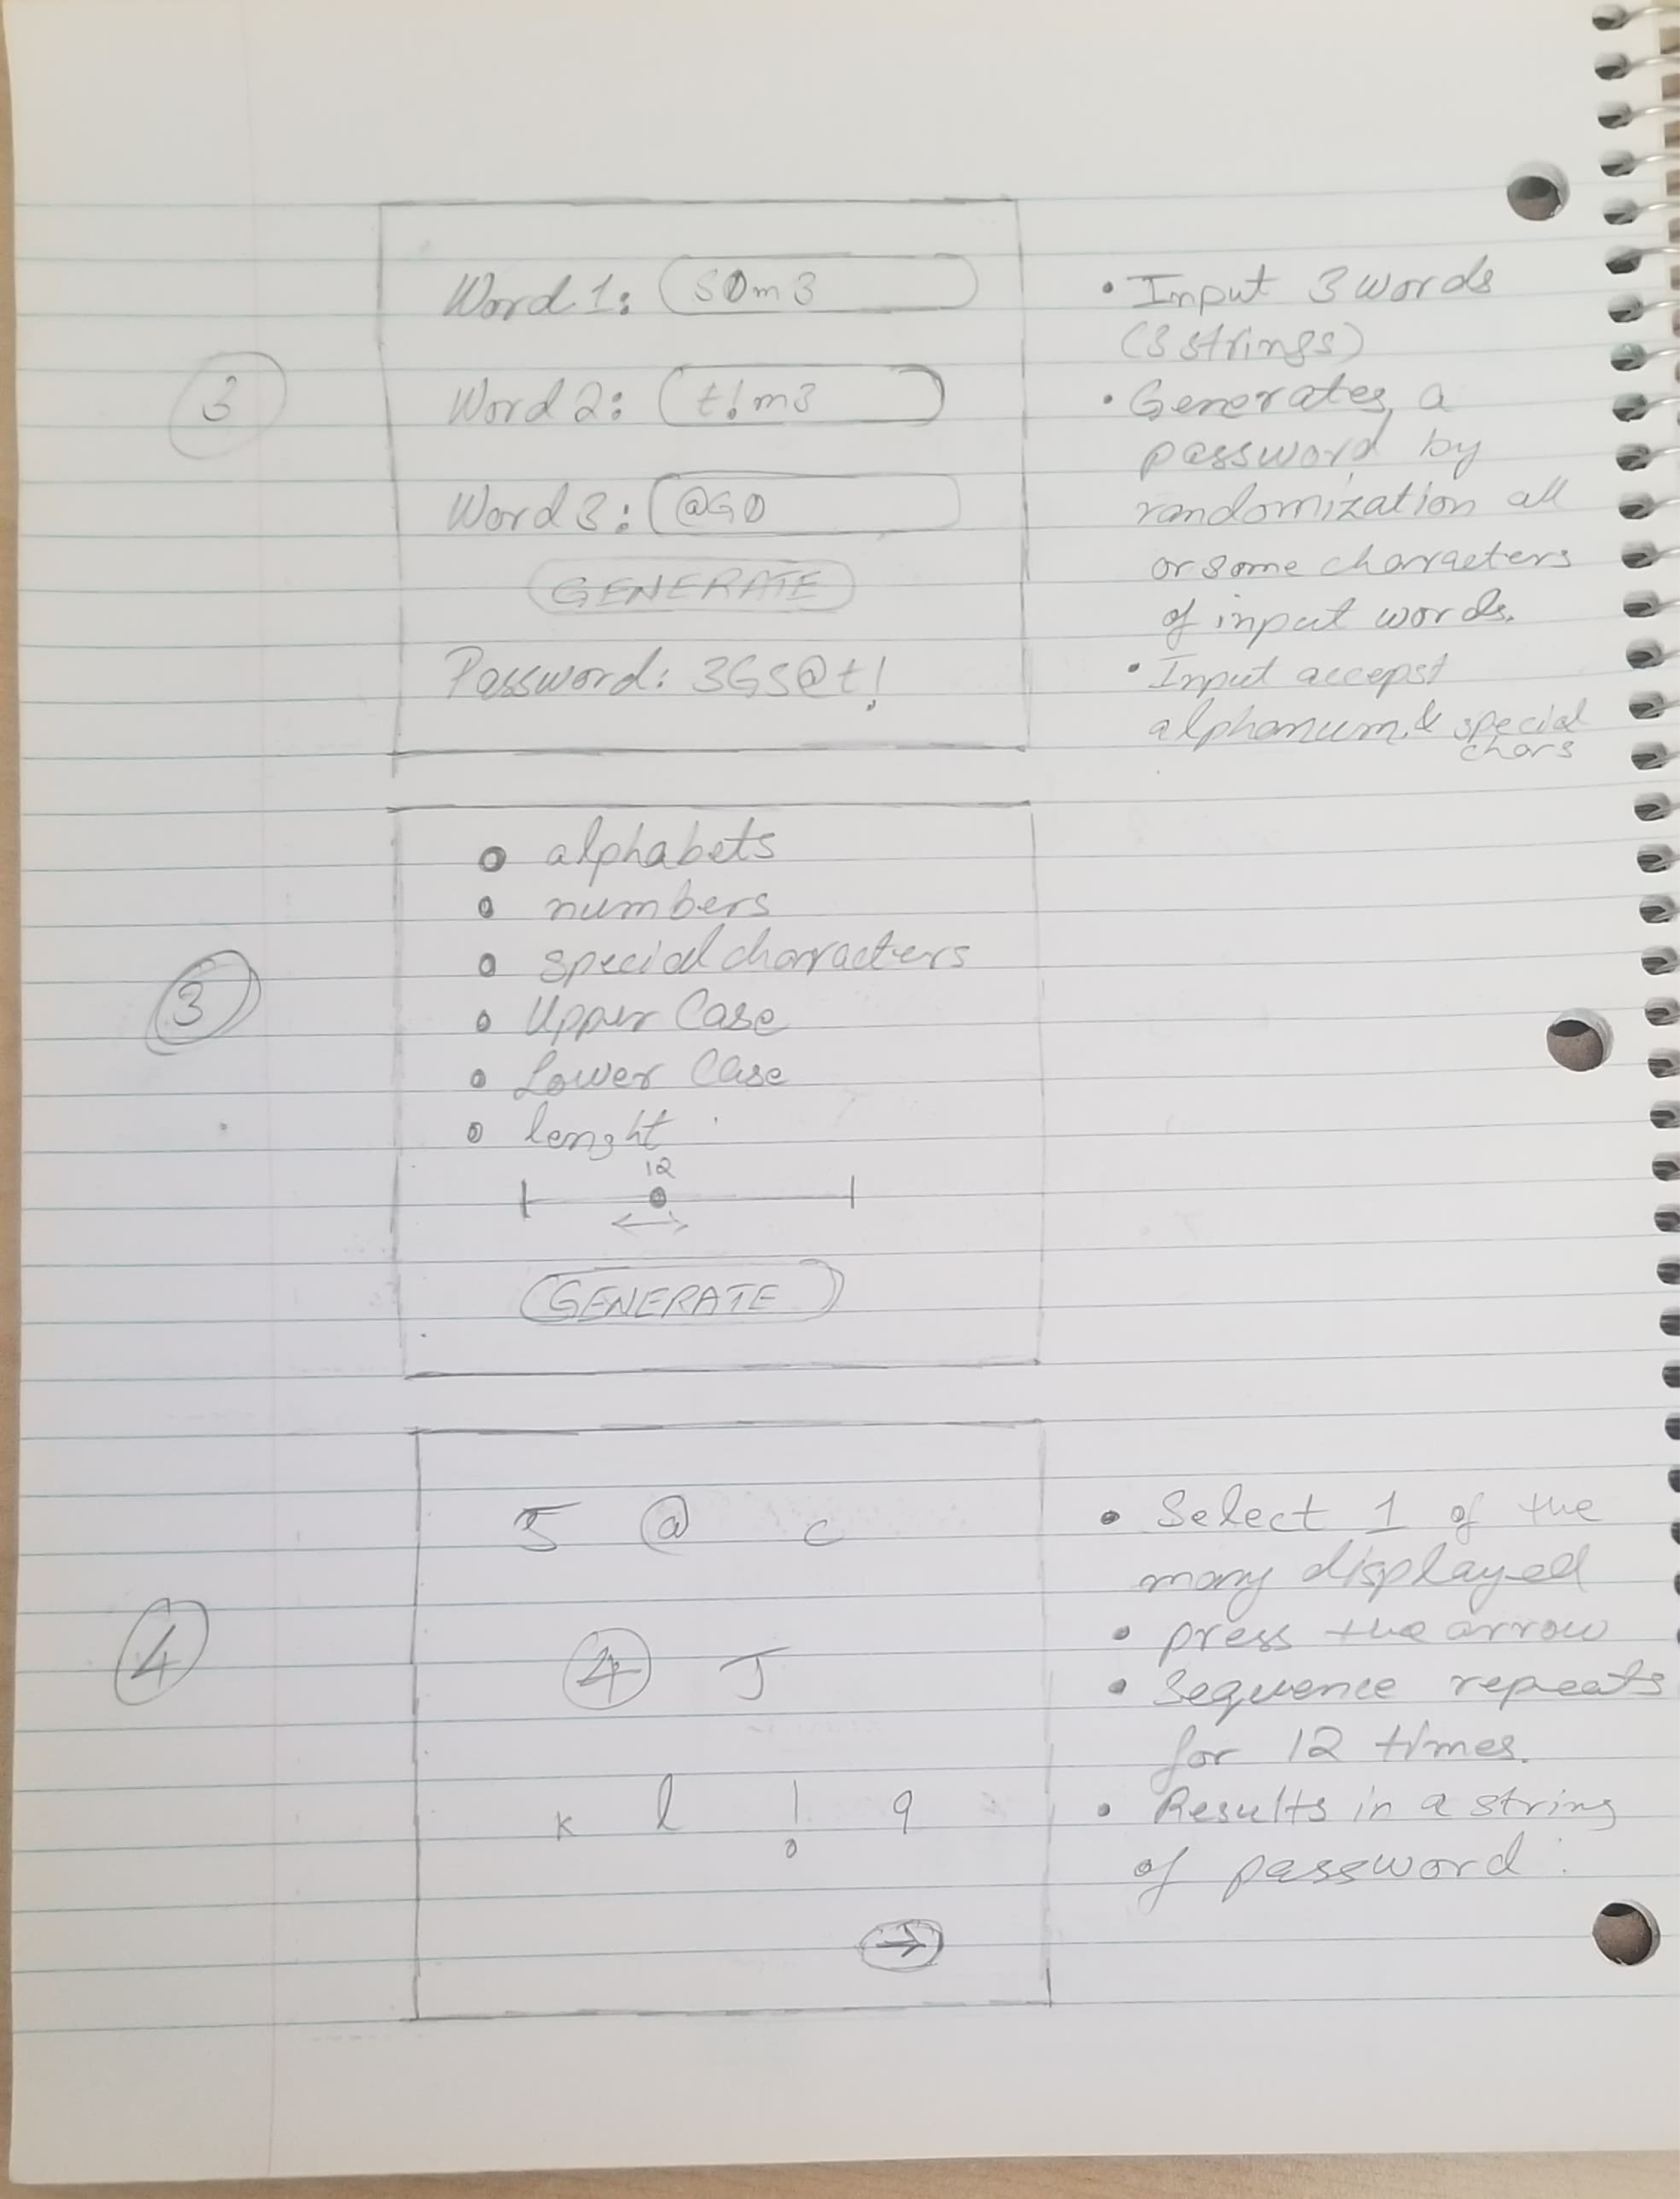 3
Word 1: S0m3
Word 2: t!m3
Word 3: @G0
GENERATE
Password: 3GS@t!
• Input 3 words
(3 strings)
• Generates a
password by
randomization all
or some characters
of input words.
• Input accepst
alphanum. & special
chars
3
alphabets
numbers
special characters
Upper Case
Lower Case
lenght
12
GENERATE
4
5 @ c
4 J
k l ! q
→
• Select 1 of the
many displayed
• press the arrow
• Sequence repeats
for 12 times.
• Results in a string
of password.